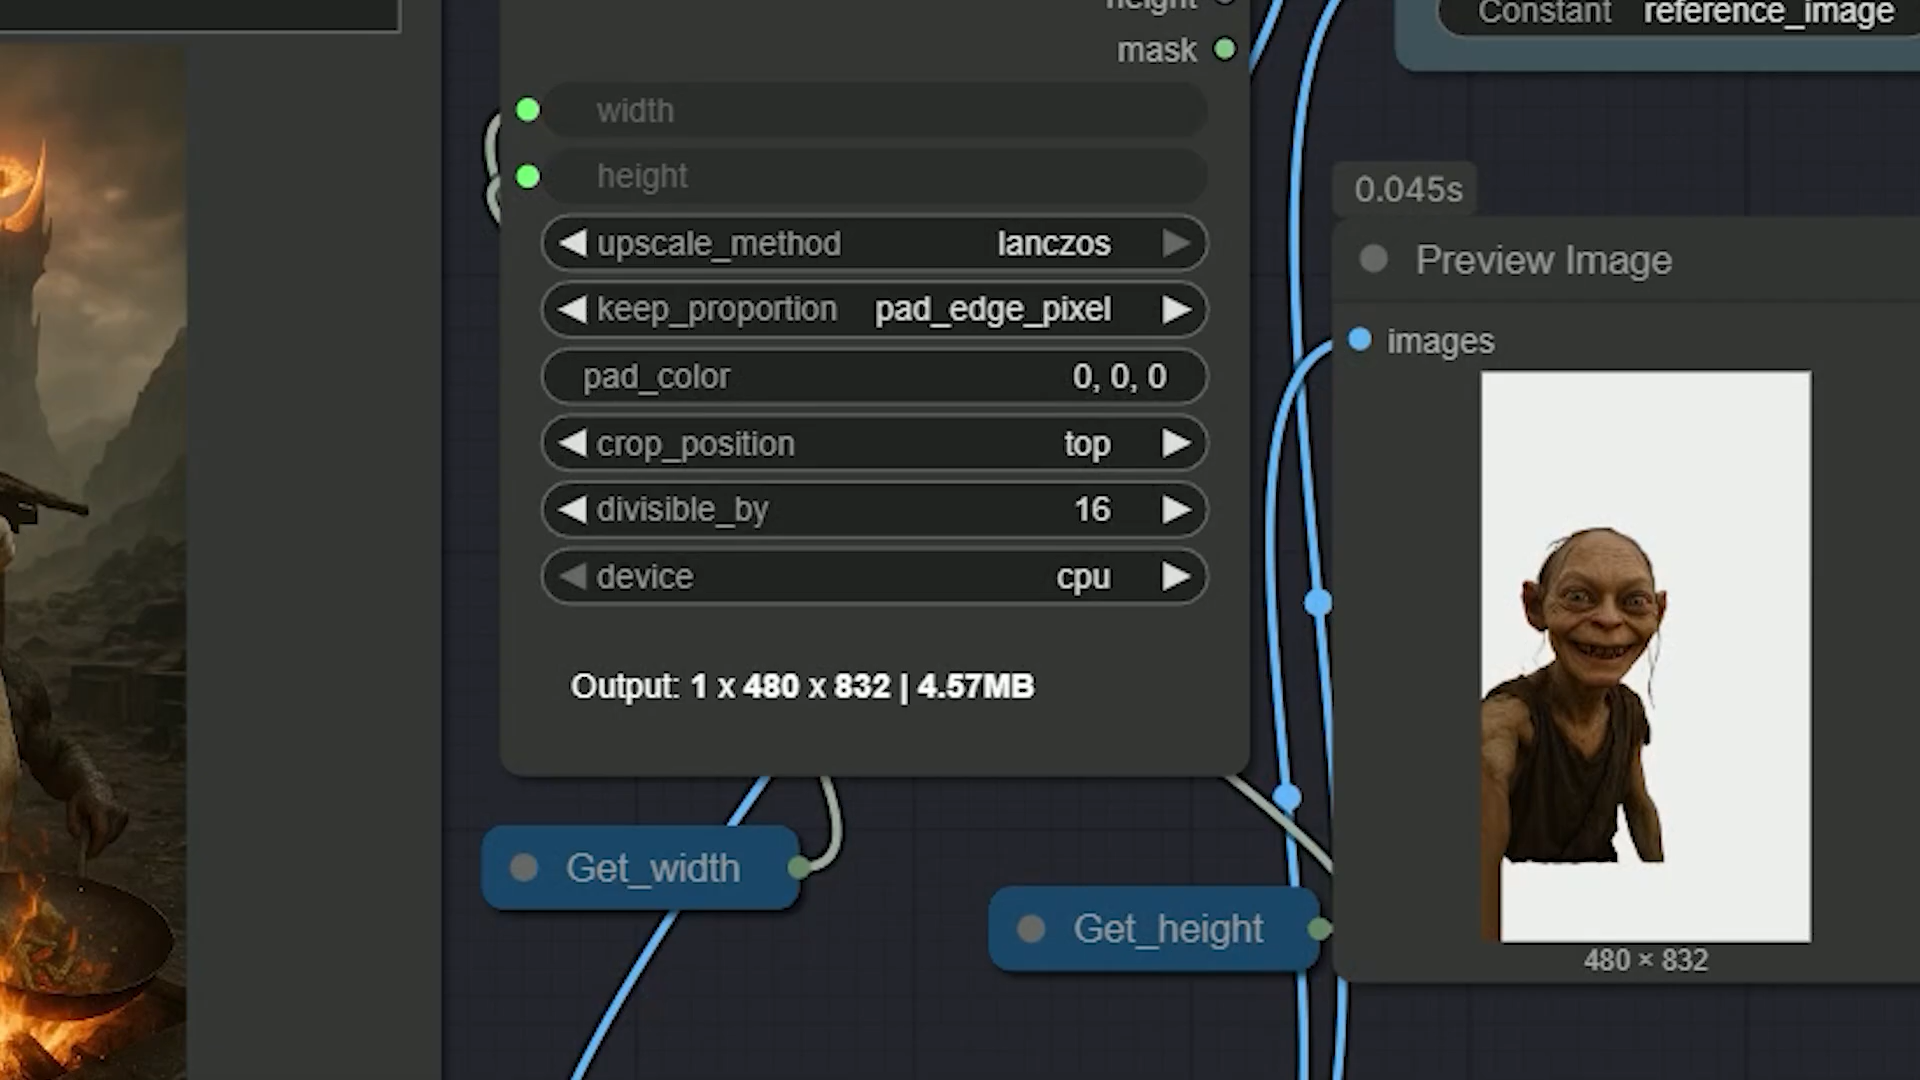 height
mask
width
height
upscale_method lanczos
keep_proportion pad_edge_pixel
pad_color 0, 0, 0
crop_position top
divisible_by 16
device cpu
Output: 1 x 480 x 832 | 4.57MB
Get_width
Get_height
Constant reference_image
0.045s
Preview Image
images
480 × 832